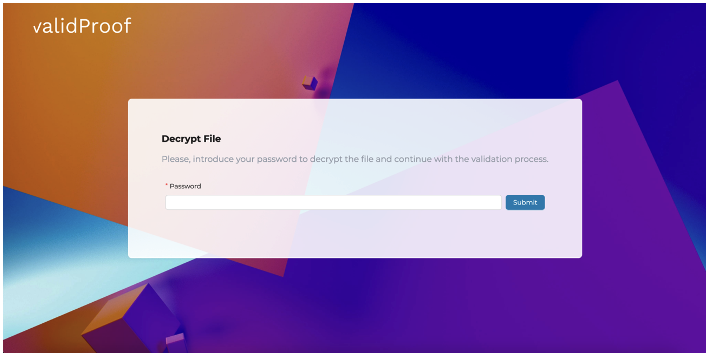 validProof
Decrypt File
Please, introduce your password to decrypt the file and continue with the validation process.
* Password
Submit